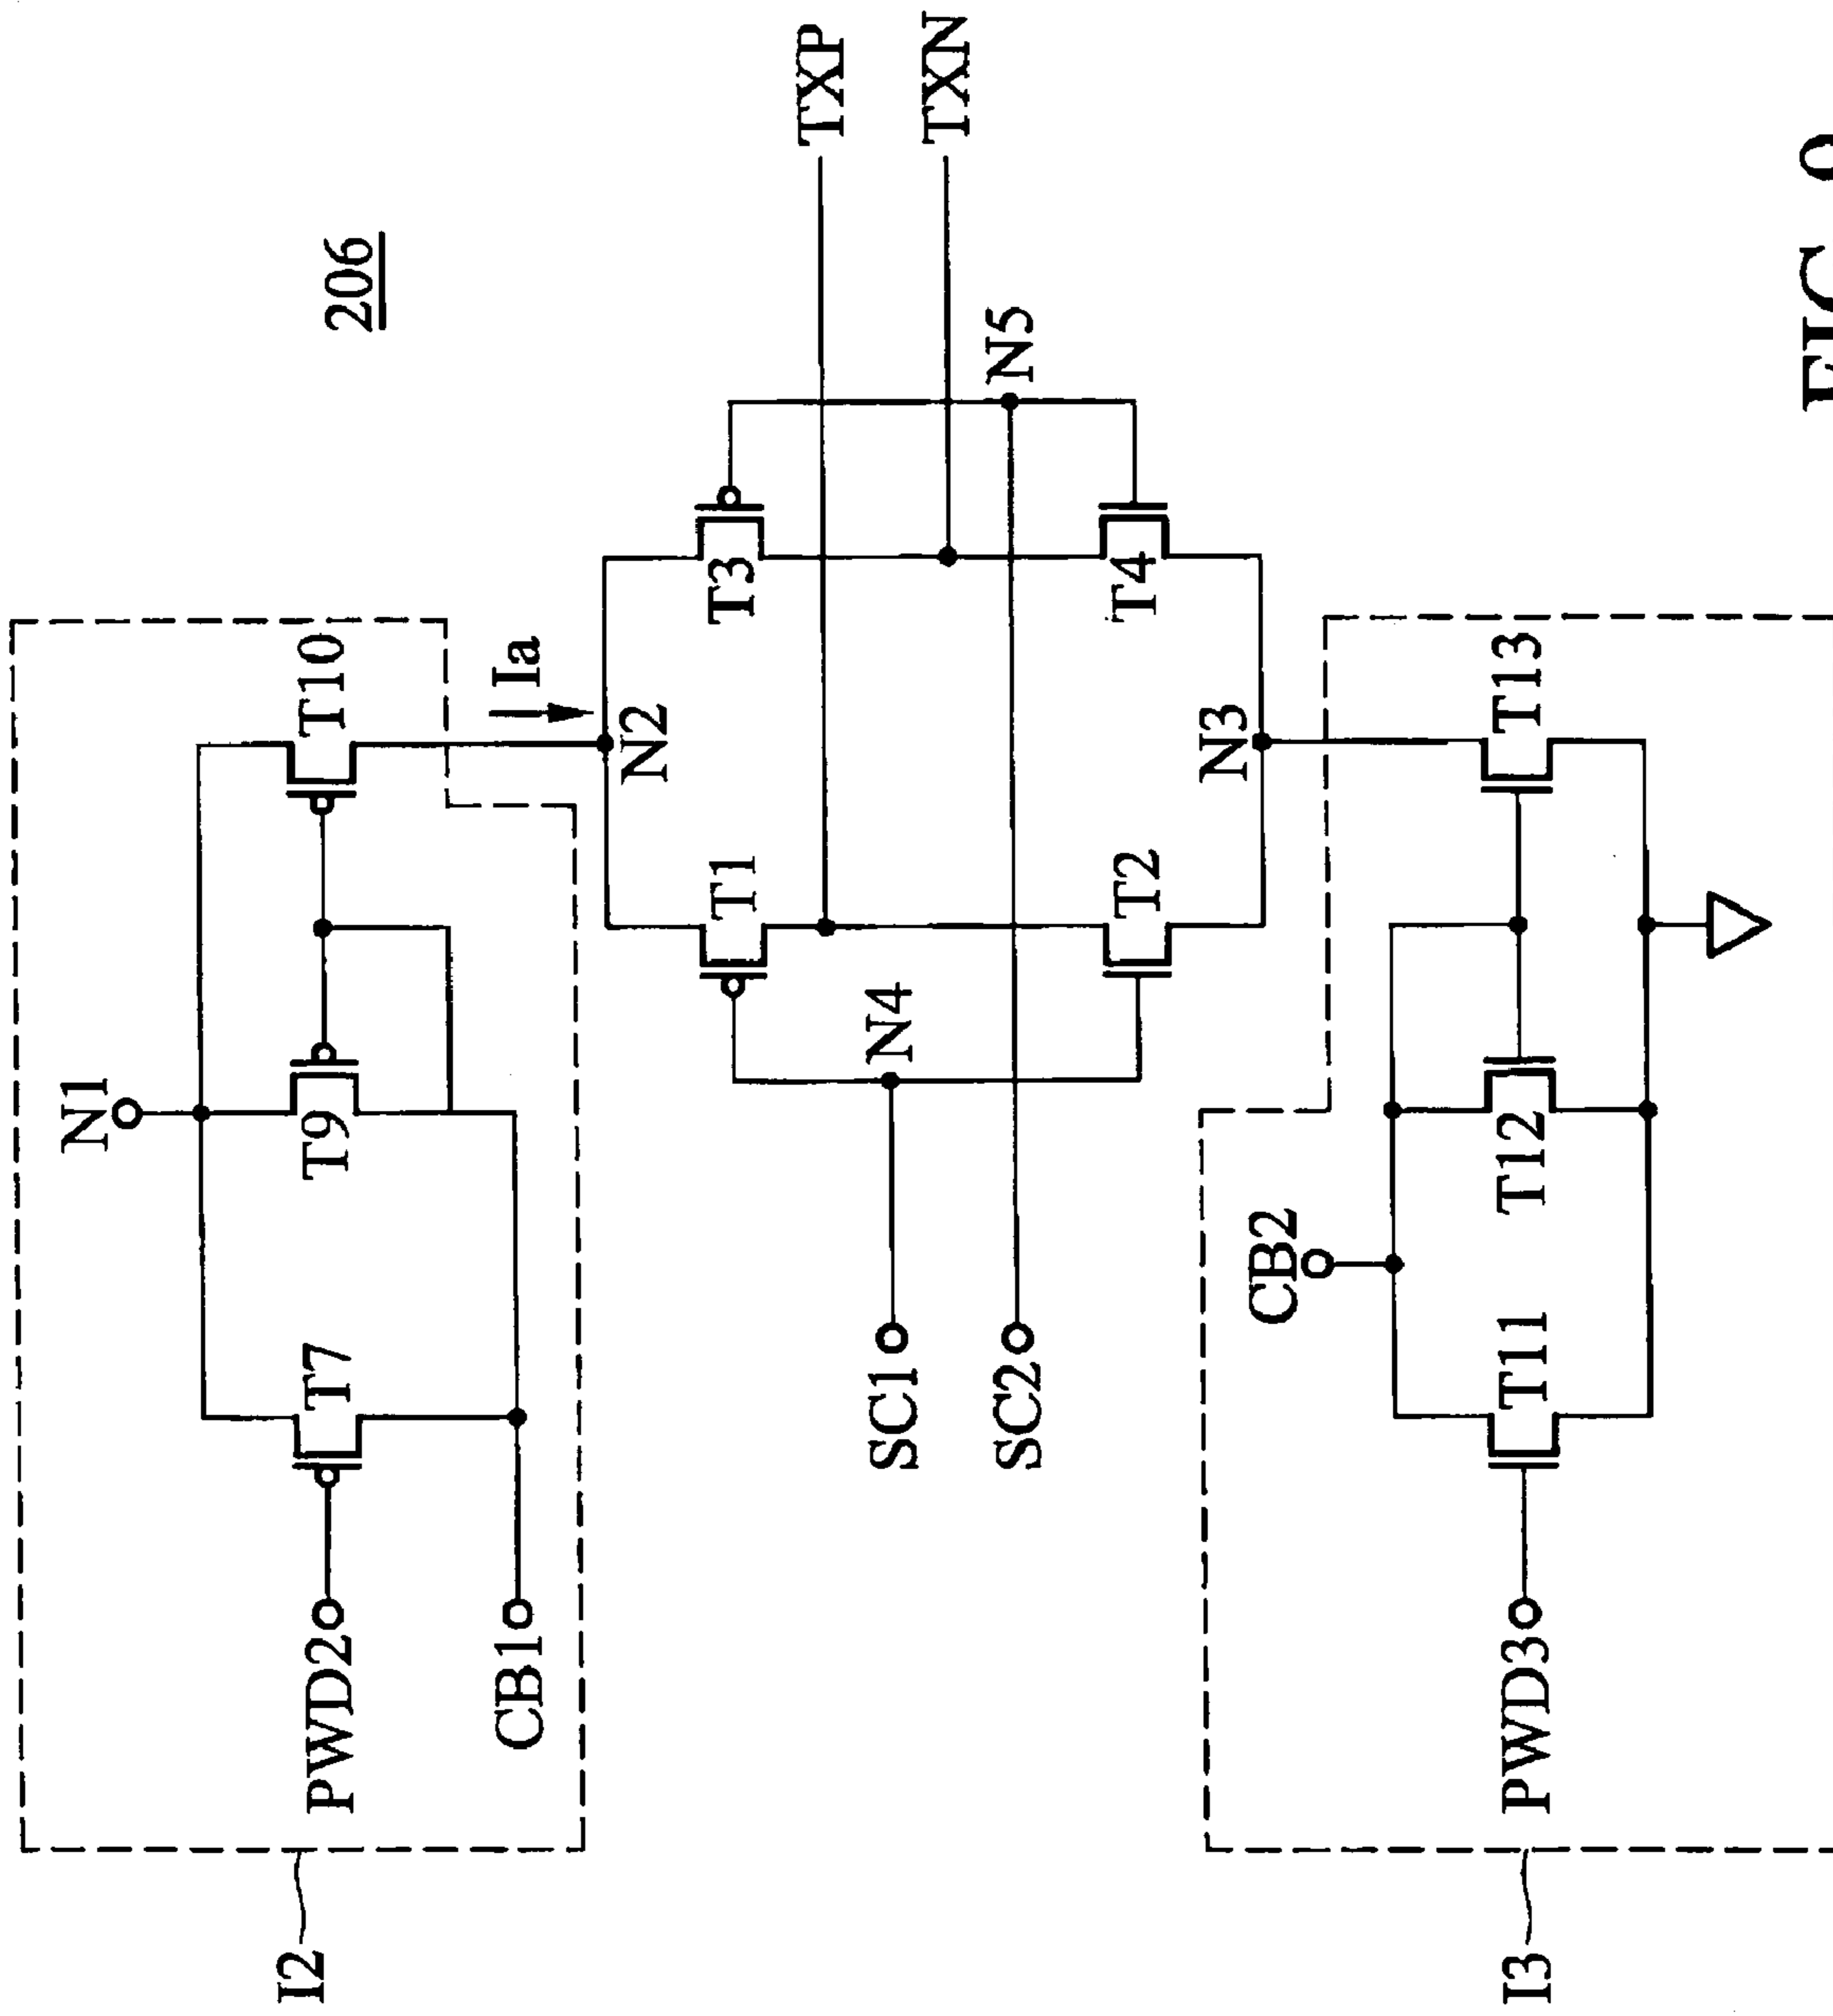 N1
I2
PWD2
T7
T9
T10
206
CB1
Ia
N2
T1
T3
TXP
SC1
N4
TXN
SC2
N5
T2
T4
N3
CB2
I3
PWD3
T11
T12
T13
FIG.